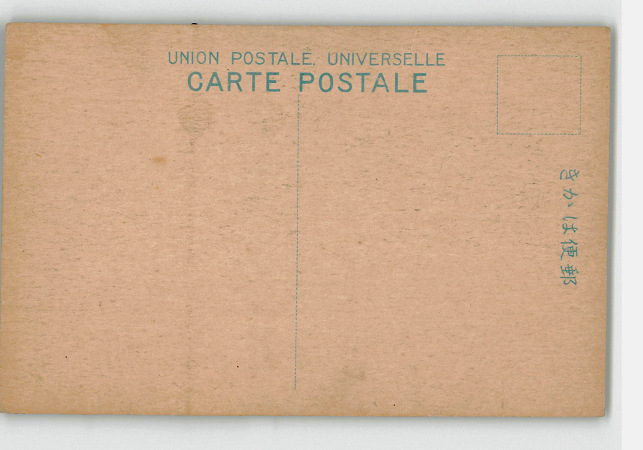 UNION POSTALE, UNIVERSELLE
CARTE POSTALE
きかは便郵